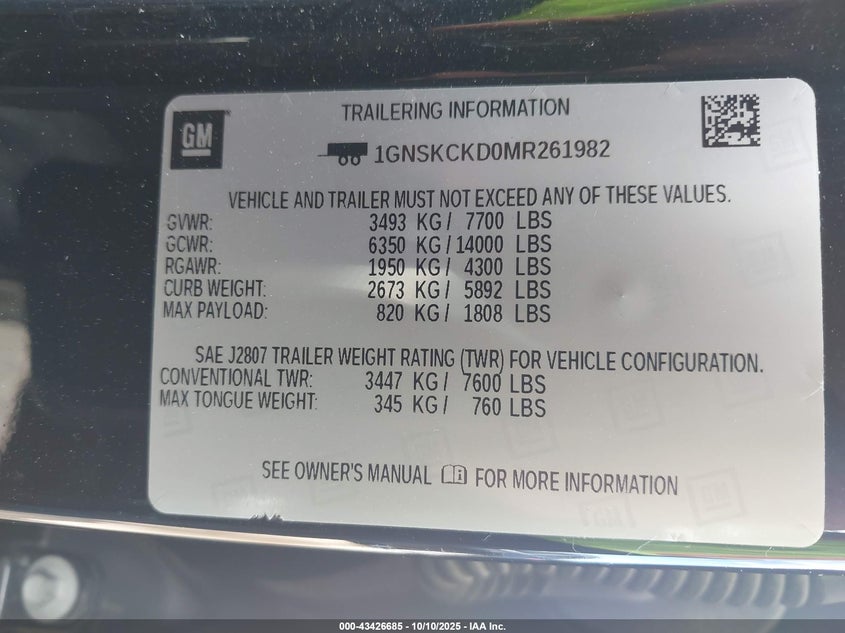 GM
TRAILERING INFORMATION
1GNSKCKD0MR261982
VEHICLE AND TRAILER MUST NOT EXCEED ANY OF THESE VALUES.
GVWR: 3493 KG / 7700 LBS
GCWR: 6350 KG / 14000 LBS
RGAWR: 1950 KG / 4300 LBS
CURB WEIGHT: 2673 KG / 5892 LBS
MAX PAYLOAD: 820 KG / 1808 LBS
SAE J2807 TRAILER WEIGHT RATING (TWR) FOR VEHICLE CONFIGURATION.
CONVENTIONAL TWR: 3447 KG / 7600 LBS
MAX TONGUE WEIGHT: 345 KG / 760 LBS
SEE OWNER'S MANUAL FOR MORE INFORMATION
000-43426685 - 10/10/2025 - IAA Inc.